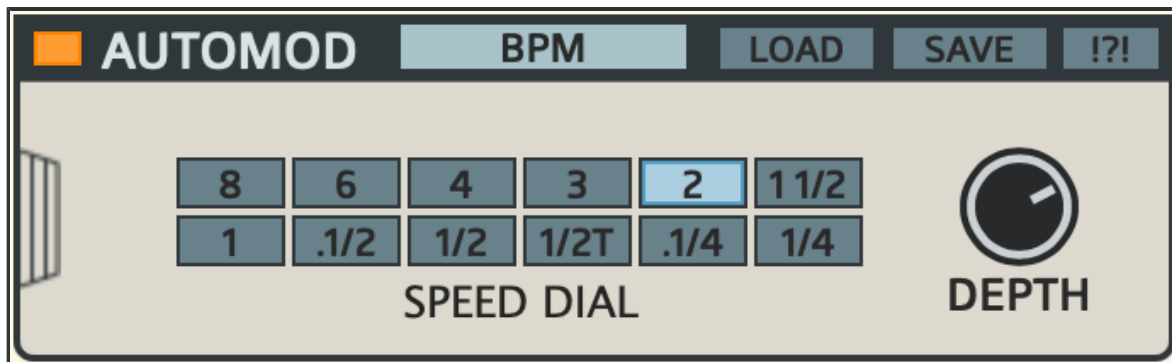 AUTOMOD BPM LOAD SAVE !?!
8 6 4 3 2 1 1/2
1 .1/2 1/2 1/2T .1/4 1/4
SPEED DIAL
DEPTH